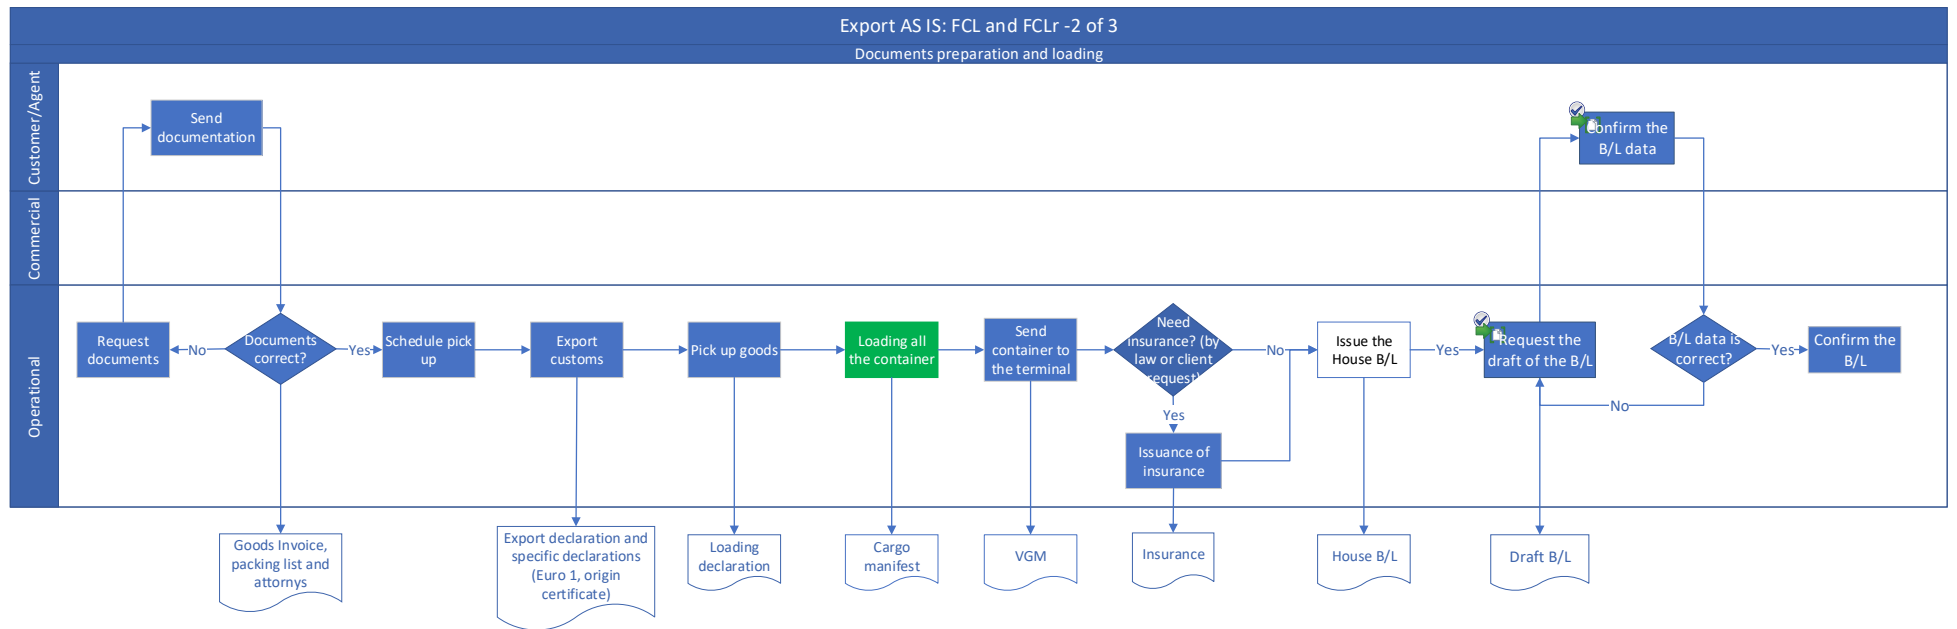 Export AS IS: FCL and FCLr -2 of 3
Documents preparation and loading
Customer/Agent
Send
documentation
Confirm the
B/L data
Commercial
Operational
Request
documents
No
Documents
correct?
Yes
Schedule pick
up
Export
customs
Pick up goods
Loading all
the container
Send
container to
the terminal
Need
insurance? (by
law or client
request)
No
Yes
Issuance of
insurance
Issue the
House B/L
Yes
Request the
draft of the B/L
B/L data is
correct?
No
Yes
Confirm the
B/L
Goods Invoice,
packing list and
attornys
Export declaration and
specific declarations
(Euro 1, origin
certificate)
Loading
declaration
Cargo
manifest
VGM
Insurance
House B/L
Draft B/L